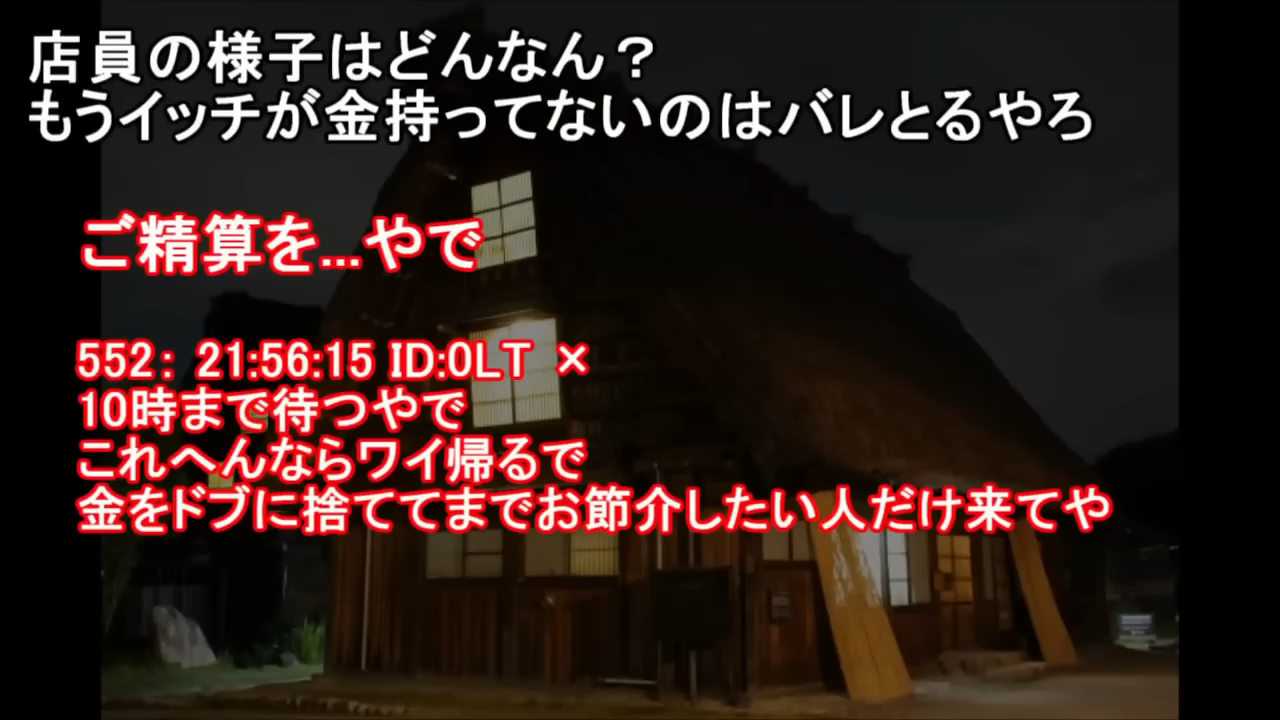 店員の様子はどんなん？
もうイッチが金持ってないのはバレとるやろ
ご精算を...やで
552： 21:56:15 ID:0LT ×
10時まで待つやで
これへんならワイ帰るで
金をドブに捨ててまでお節介したい人だけ来てや